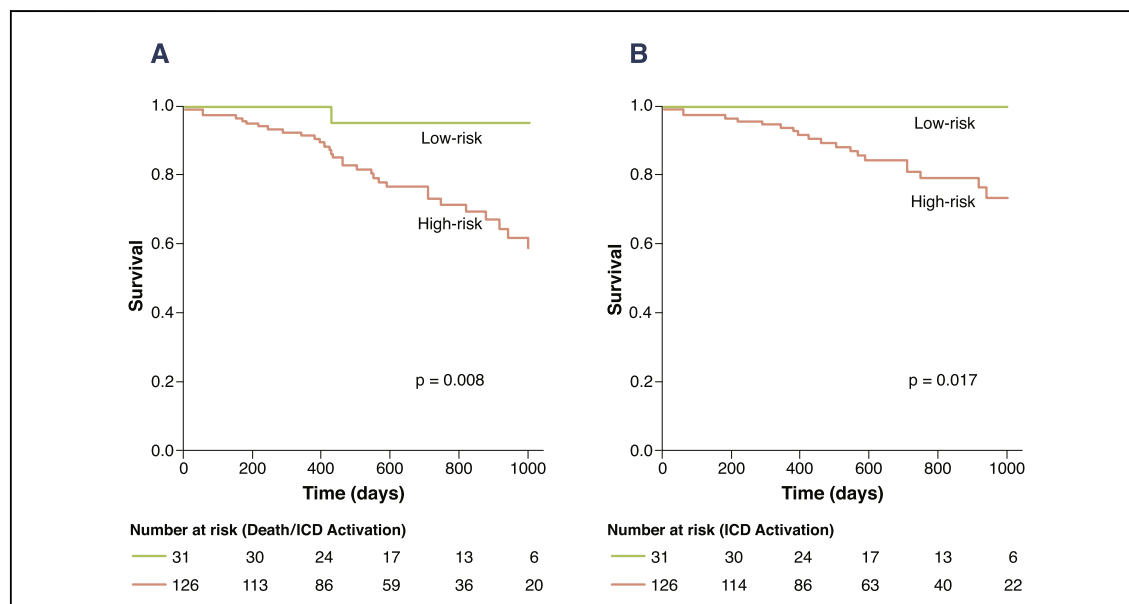 A
1.0
0.8
0.6
0.4
0.2
0.0
Survival
Low-risk
High-risk
p = 0.008
0 200 400 600 800 1000
Time (days)
Number at risk (Death/ICD Activation)
31 30 24 17 13 6
126 113 86 59 36 20
B
1.0
0.8
0.6
0.4
0.2
0.0
Survival
Low-risk
High-risk
p = 0.017
0 200 400 600 800 1000
Time (days)
Number at risk (ICD Activation)
31 30 24 17 13 6
126 114 86 63 40 22